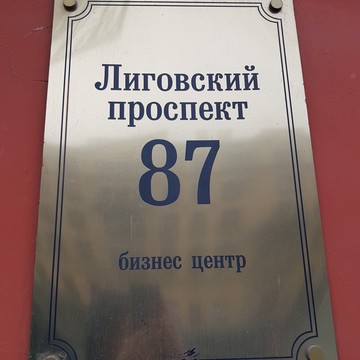 Лиговский
проспект
87
бизнес центр